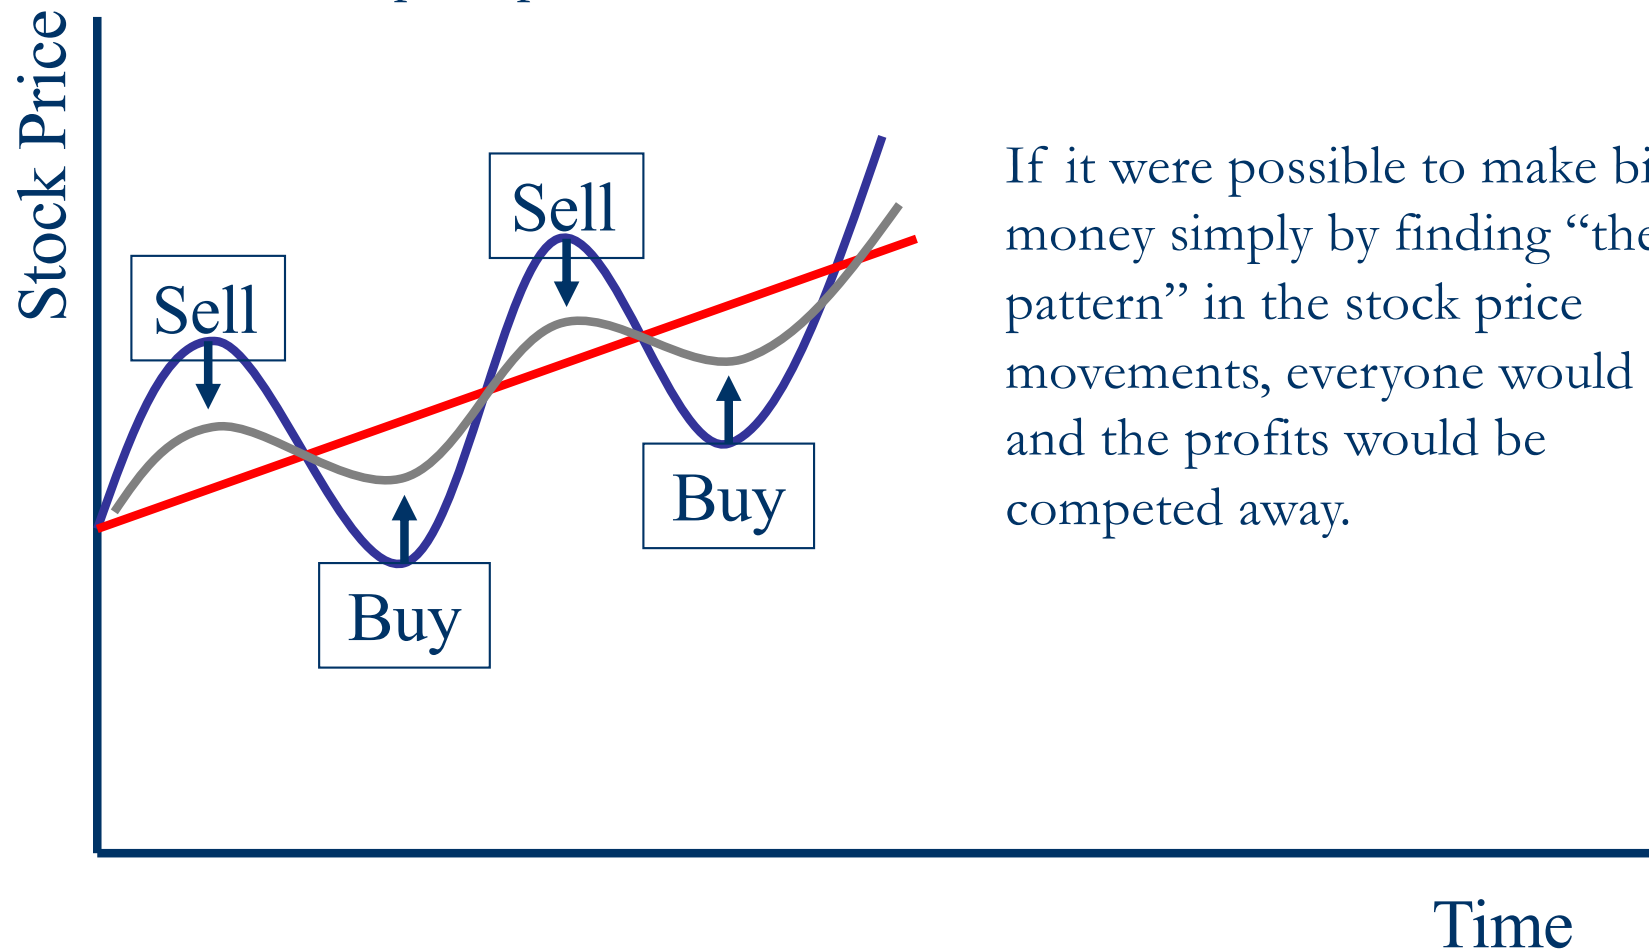 Stock Price
Sell
Sell
Buy
Buy
If it were possible to make
money simply by finding “the
pattern” in the stock price
movements, everyone would
and the profits would be
competed away.
Time